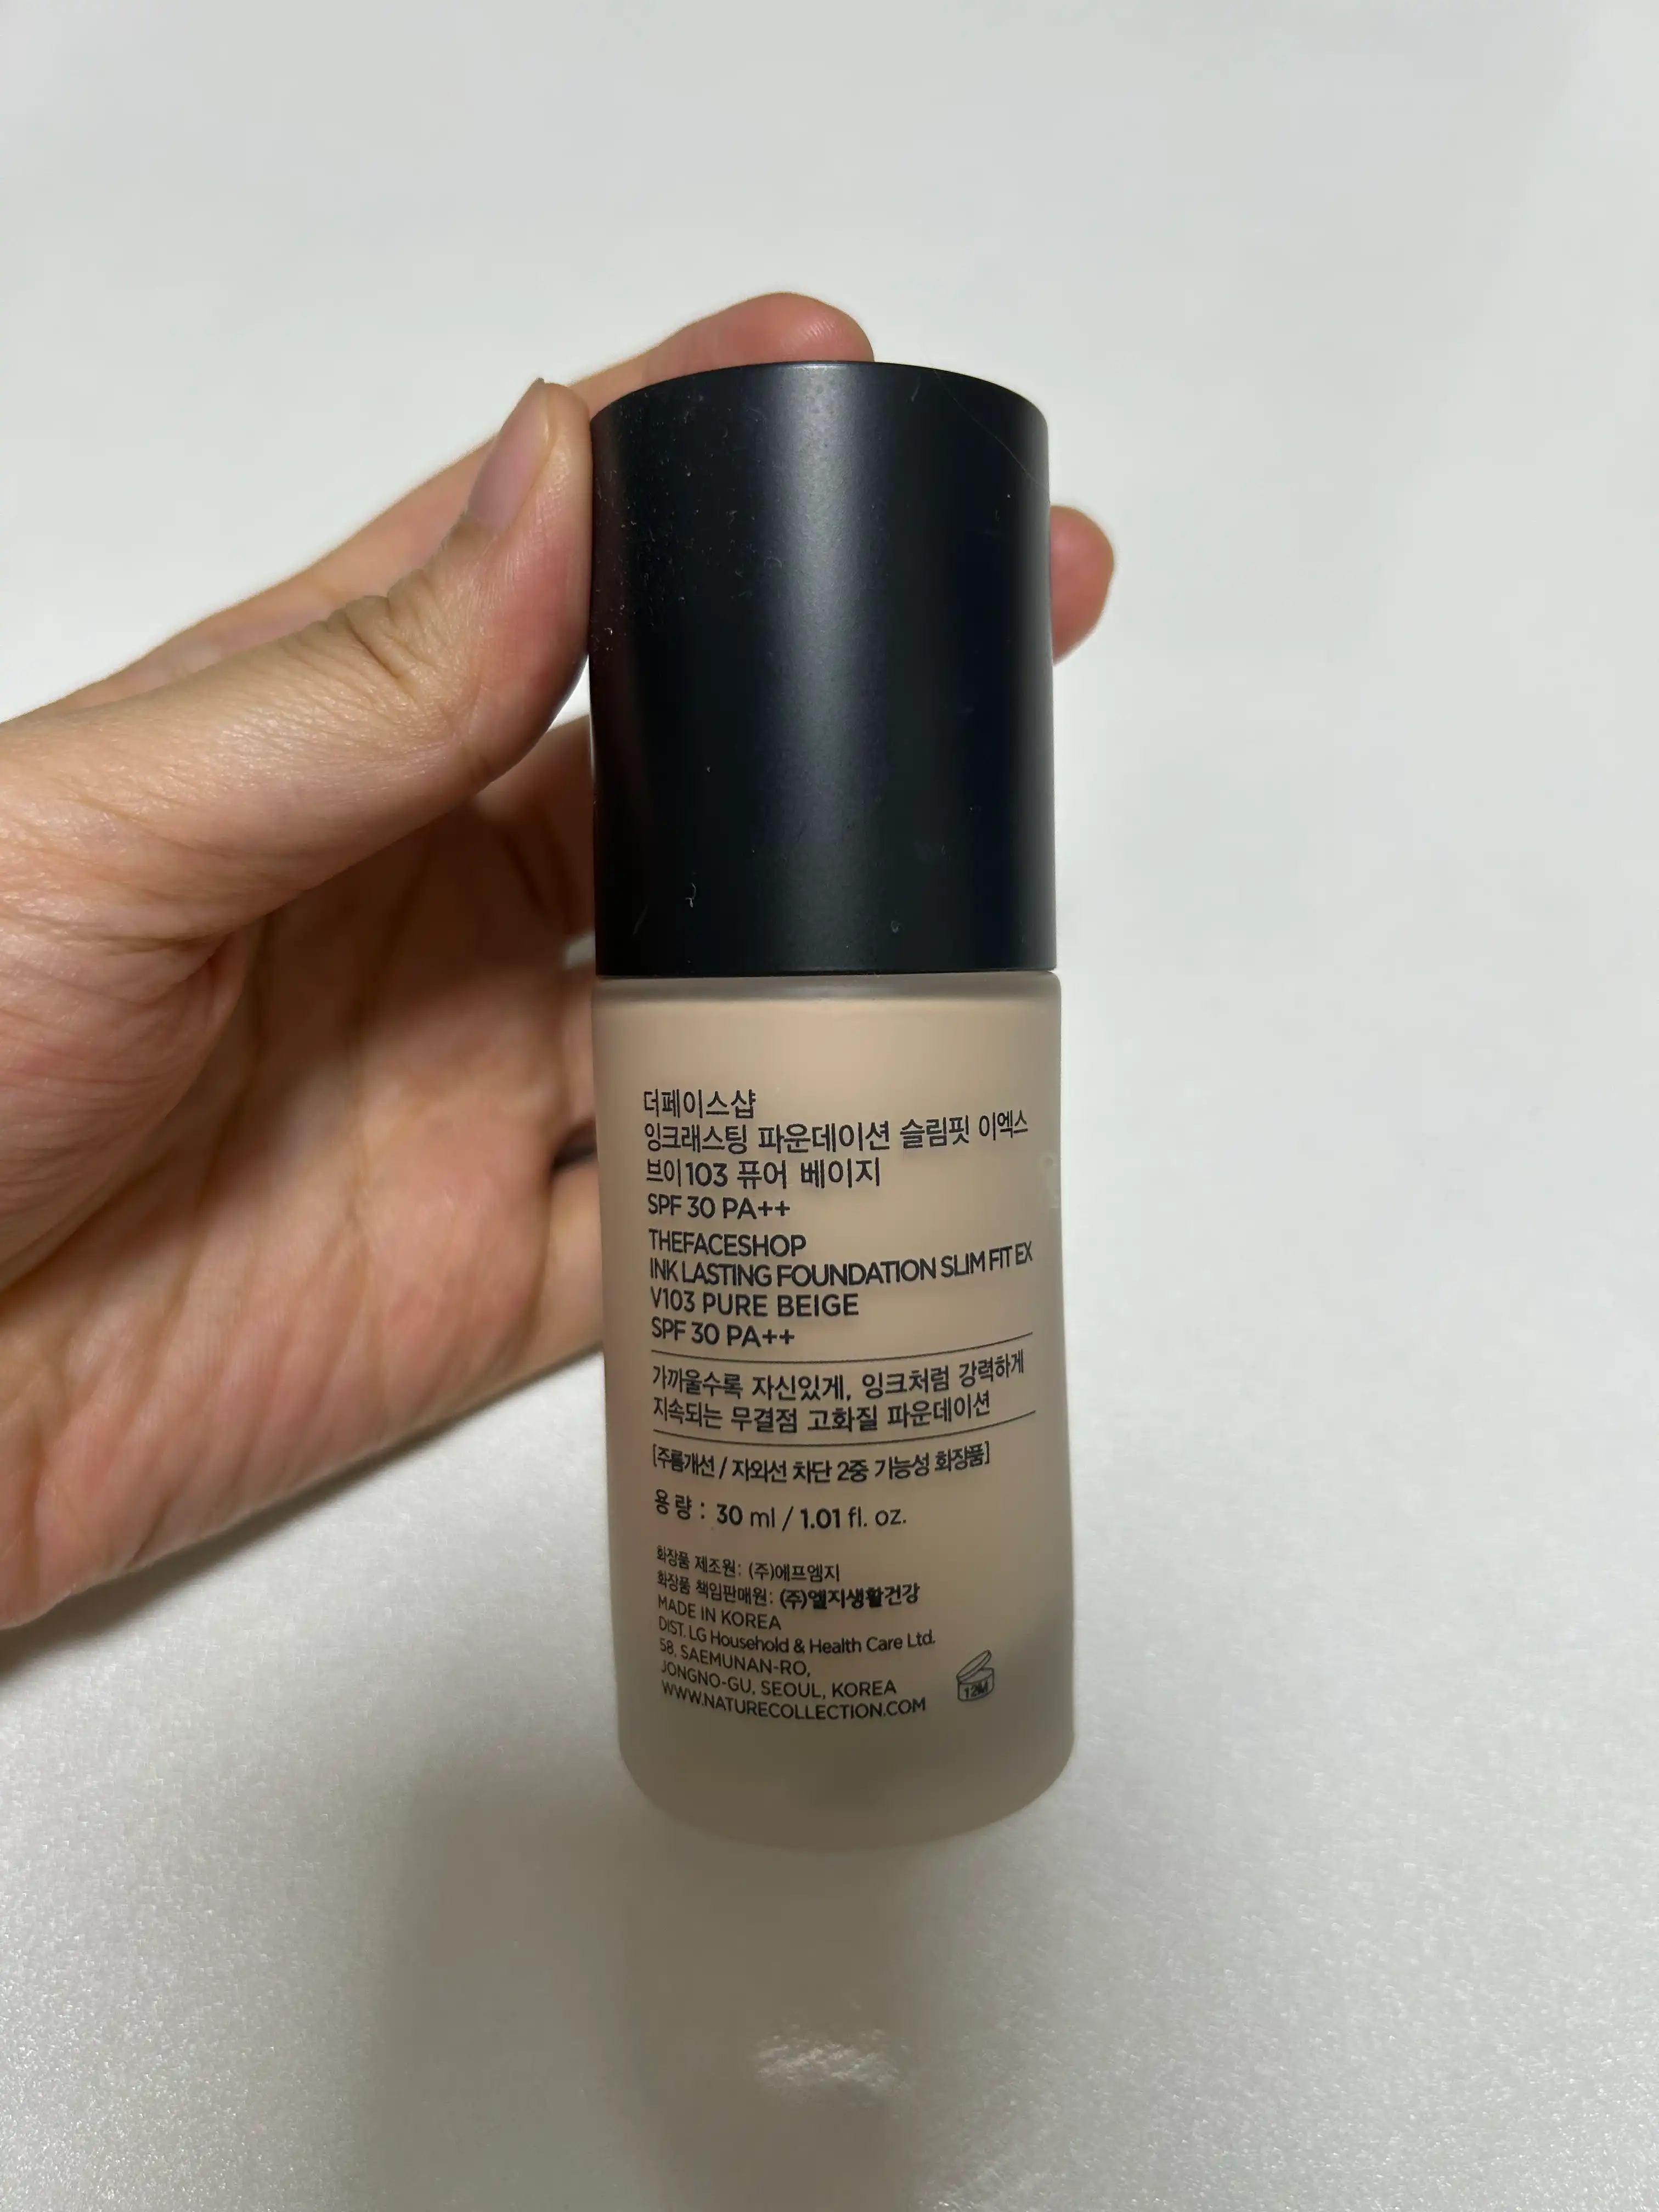 더페이스샵
잉크래스팅 파운데이션 슬림핏 이엑스
브이103 퓨어 베이지
SPF 30 PA++
THEFACESHOP
INK LASTING FOUNDATION SLIM FIT EX
V103 PURE BEIGE
SPF 30 PA++
가까울수록 자신있게, 잉크처럼 강력하게
지속되는 무결점 고화질 파운데이션
[주름개선 / 자외선 차단 2중 기능성 화장품]
용량 : 30 ml / 1.01 fl. oz.
화장품 제조원: (주)에프엠지
화장품 책임판매원: (주)엘지생활건강
MADE IN KOREA
DIST. LG Household & Health Care Ltd.
58, SAEMUNAN-RO,
JONGNO-GU, SEOUL, KOREA
WWW.NATURECOLLECTION.COM
12M